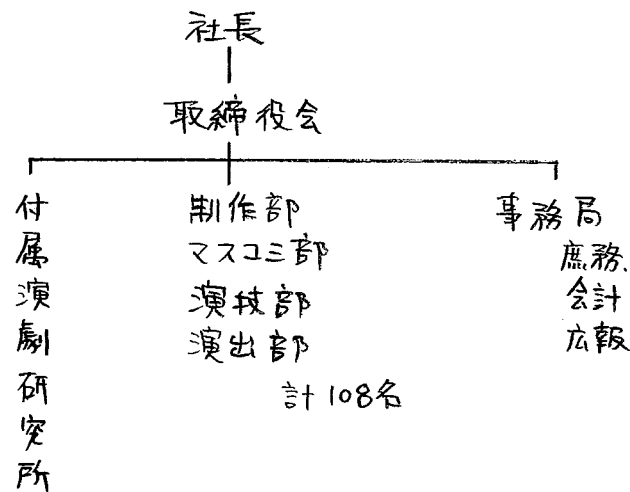 社長
取締役会
付属演劇研究所
制作部
マスコミ部
演技部
演出部
計108名
事務局
庶務
会計
広報